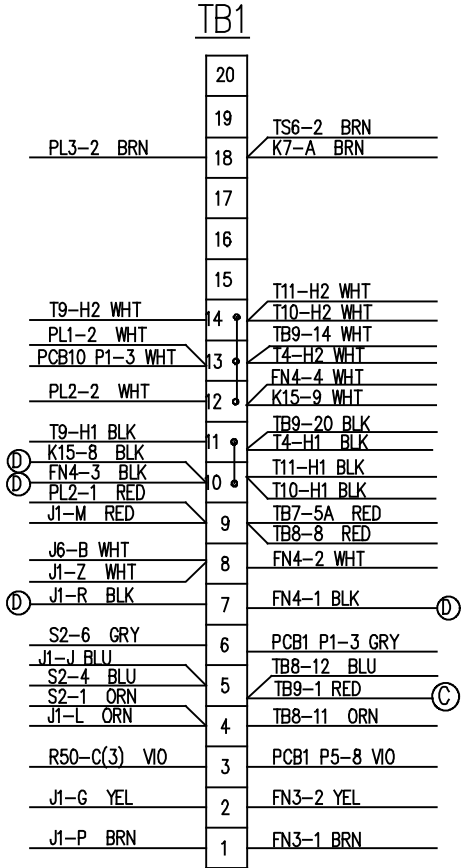 TB1
20
19
TS6-2 BRN
PL3-2 BRN 18 K7-A BRN
17
16
15
T11-H2 WHT
T9-H2 WHT 14 T10-H2 WHT
PL1-2 WHT TB9-14 WHT
PCB10 P1-3 WHT 13 T4-H2 WHT
FN4-4 WHT
PL2-2 WHT 12 K15-9 WHT
TB9-20 BLK
T9-H1 BLK 11 T4-H1 BLK
D K15-8 BLK
T11-H1 BLK
D FN4-3 BLK 10
PL2-1 RED T10-H1 BLK
J1-M RED 9 TB7-5A RED
TB8-8 RED
J6-B WHT 8 FN4-2 WHT
J1-Z WHT
D J1-R BLK 7 FN4-1 BLK D
S2-6 GRY 6 PCB1 P1-3 GRY
J1-J BLU
TB8-12 BLU
S2-4 BLU 5
S2-1 ORN TB9-1 RED C
J1-L ORN 4 TB8-11 ORN
R50-C(3) VIO 3 PCB1 P5-8 VIO
J1-G YEL 2 FN3-2 YEL
J1-P BRN 1 FN3-1 BRN